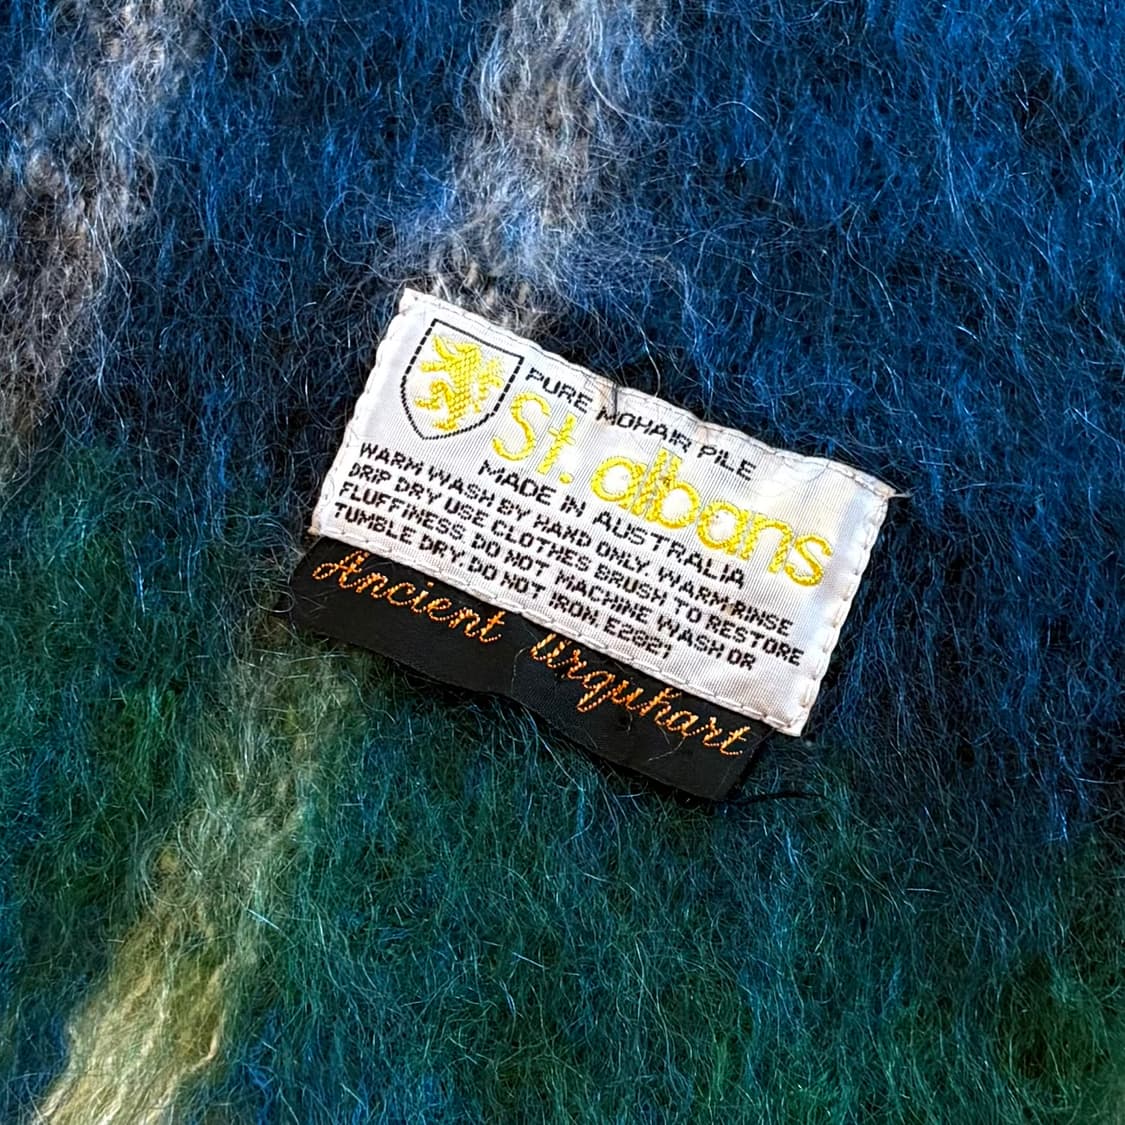 PURE MOHAIR PILE
St. albans
MADE IN AUSTRALIA
WARM WASH BY HAND ONLY. WARM RINSE
DRIP DRY USE CLOTHES BRUSH TO RESTORE
FLUFFINESS. DO NOT MACHINE WASH OR
TUMBLE DRY. DO NOT IRON. E2827
Ancient Urquhart